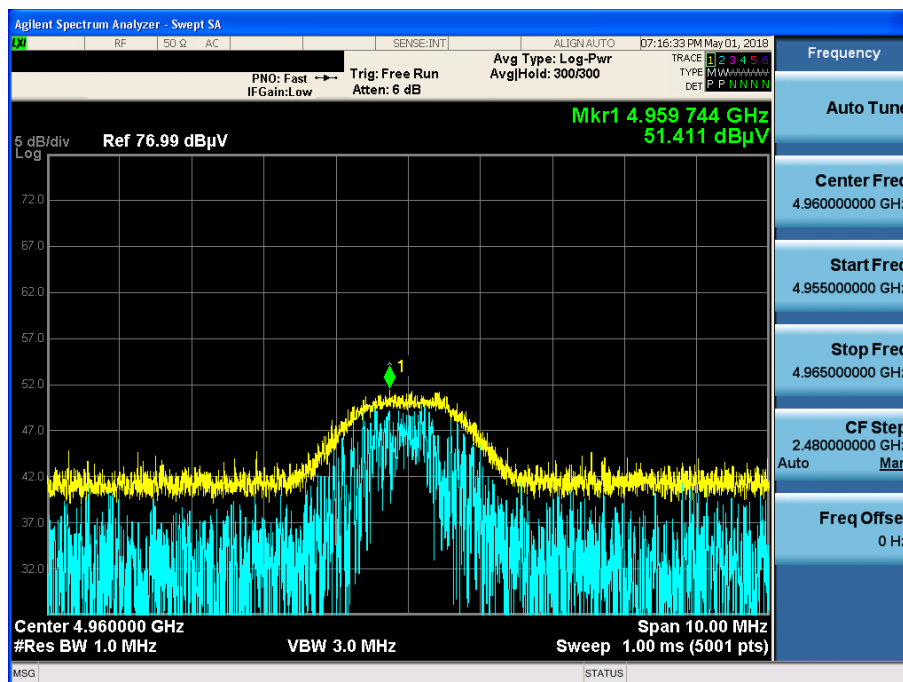 Agilent Spectrum Analyzer - Swept SA
LXI RF 50 Ω AC SENSE:INT ALIGN AUTO 07:16:33 PM May 01, 2018
Frequency
PNO: Fast
IFGain:Low
Trig: Free Run
Atten: 6 dB
Avg Type: Log-Pwr
Avg|Hold: 300/300
TRACE 1 2 3 4 5 6
TYPE M W
DET P P N N N N
Auto Tune
Mkr1 4.959 744 GHz
51.411 dBµV
5 dB/div Ref 76.99 dBµV
Log
72.0
67.0
62.0
57.0
52.0
47.0
42.0
37.0
32.0
1
Center Freq
4.960000000 GHz
Start Freq
4.955000000 GHz
Stop Freq
4.965000000 GHz
CF Step
2.480000000 GHz
Auto Man
Freq Offset
0 Hz
Center 4.960000 GHz Span 10.00 MHz
#Res BW 1.0 MHz VBW 3.0 MHz Sweep 1.00 ms (5001 pts)
MSG STATUS